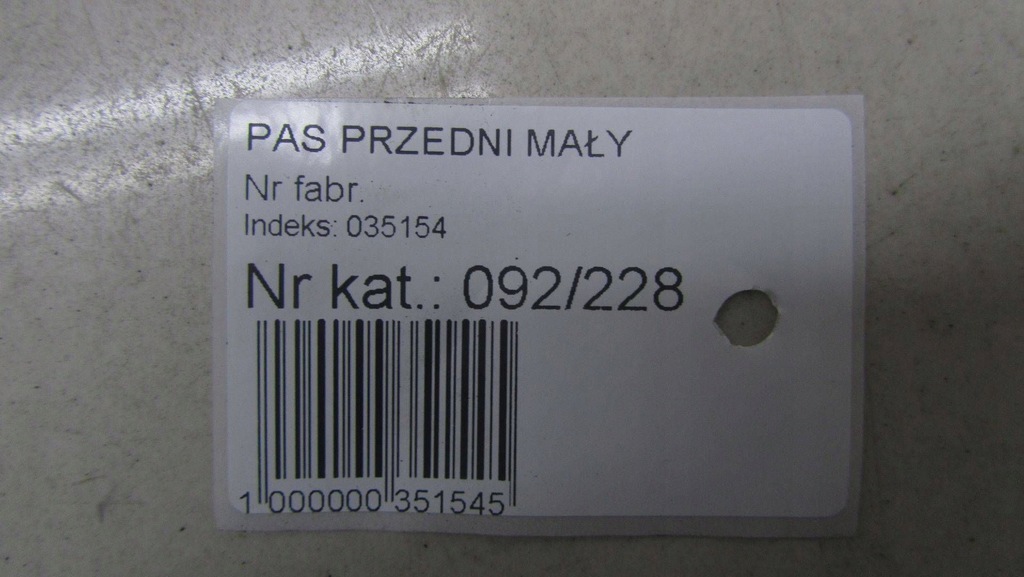 PAS PRZEDNI MAŁY
Nr fabr.
Indeks: 035154
Nr kat.: 092/228
1 000000 351545